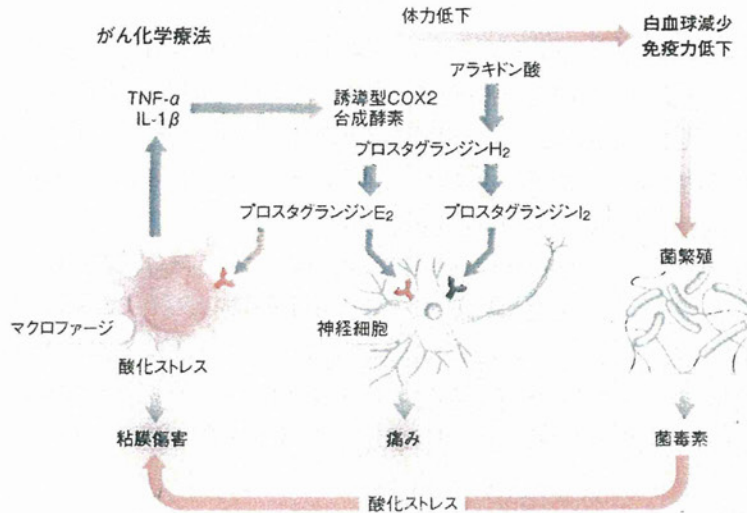 がん化学療法
体力低下
白血球減少
免疫力低下
アラキドン酸
TNF-α
IL-1β
誘導型COX2
台成酵素
プロスタグランジンH2
プロスタグランジンE2
プロスタグランジンI2
菌繁殖
マクロファージ
神経細胞
酸化ストレス
粘膜傷害
痛み
菌毒素
酸化ストレス